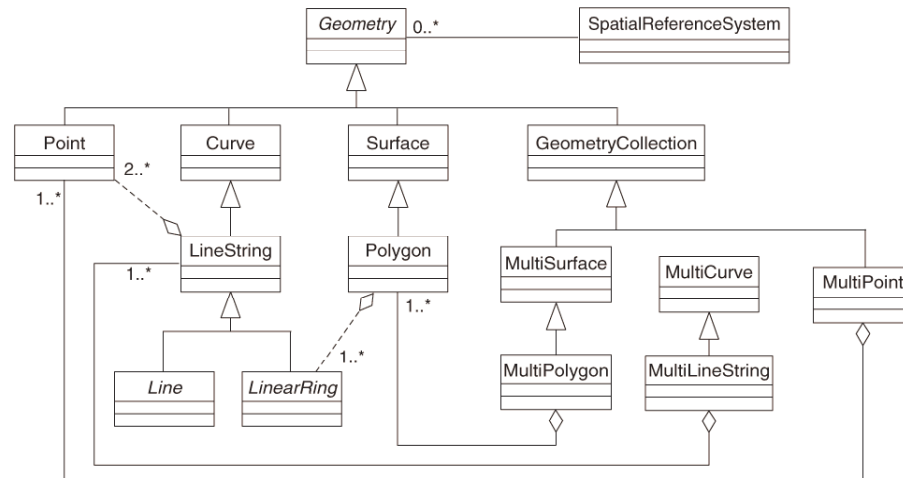 Geometry
0..*
SpatialReferenceSystem
Point
Curve
Surface
GeometryCollection
2..*
1..*
LineString
Polygon
MultiSurface
MultiCurve
MultiPoint
1..*
1..*
1..*
Line
LinearRing
MultiPolygon
MultiLineString